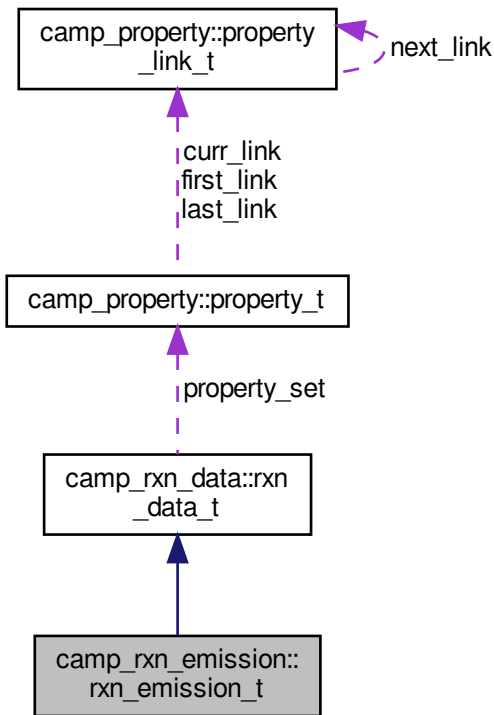 camp_property::property
_link_t
next_link
curr_link
first_link
last_link
camp_property::property_t
property_set
camp_rxn_data::rxn
_data_t
camp_rxn_emission::
rxn_emission_t